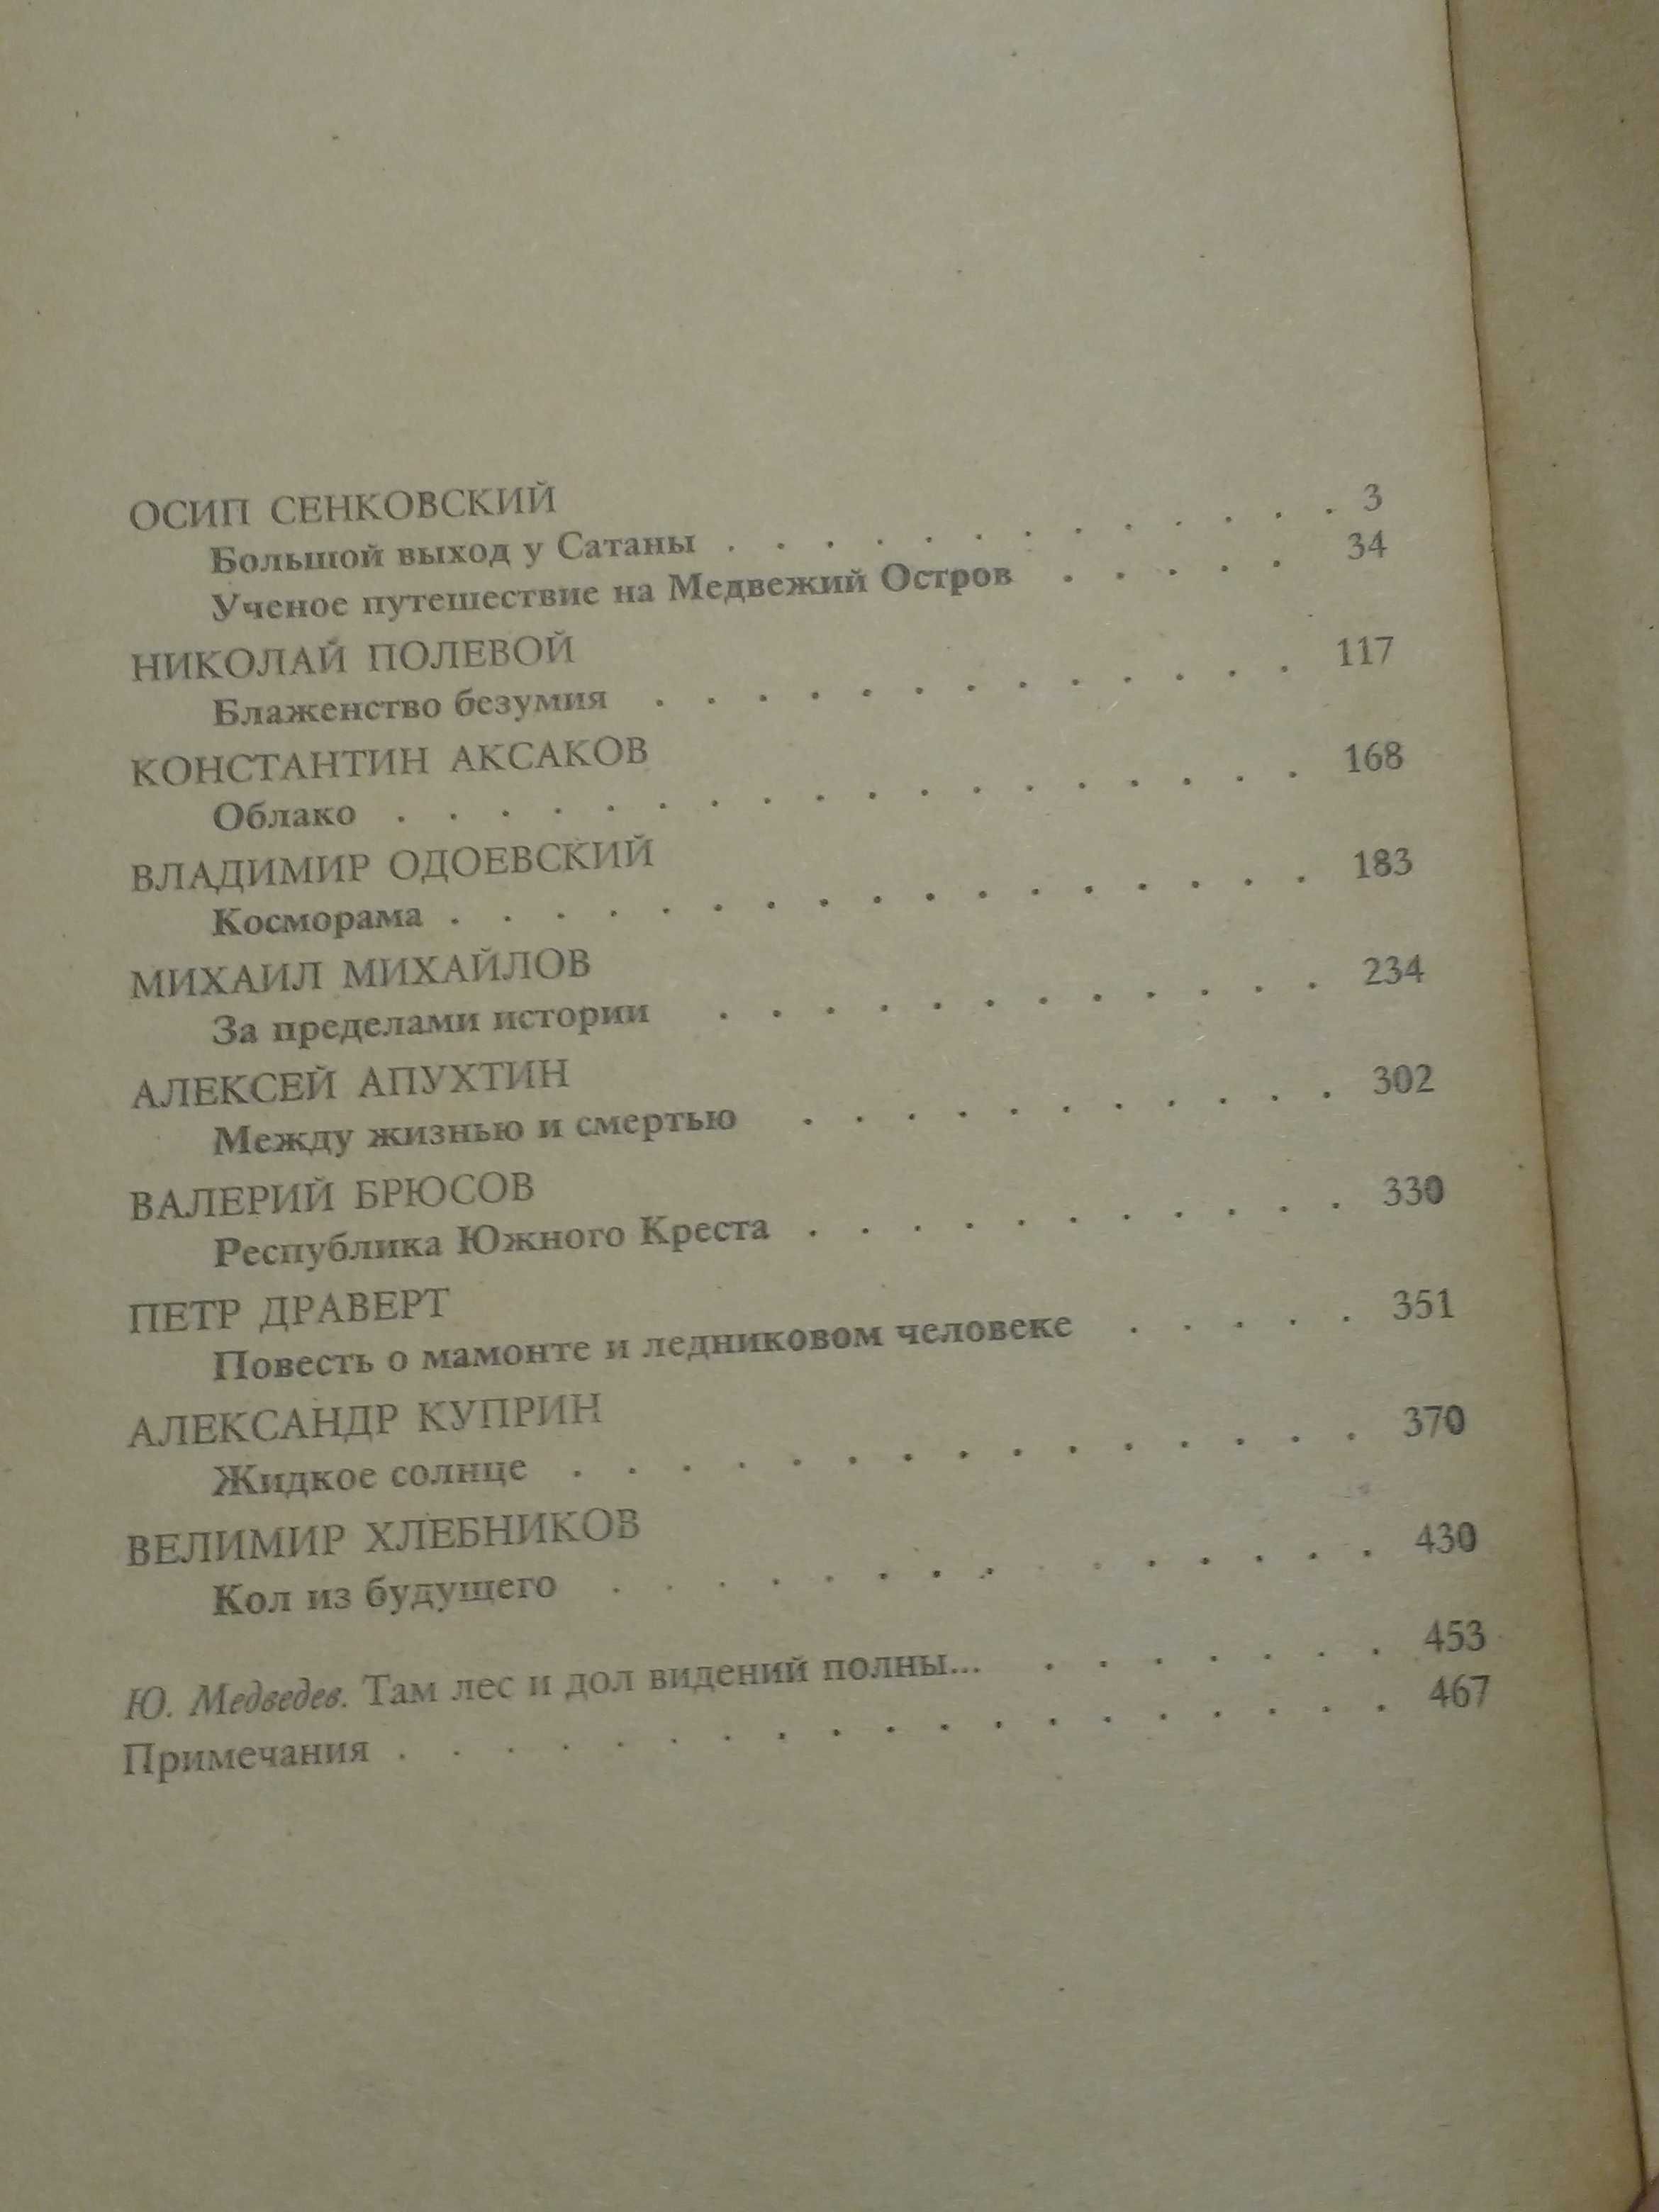 ОСИП СЕНКОВСКИЙ
Большой выход у Сатаны . . . . . . . . . . . . 3
Ученое путешествие на Медвежий Остров . . . . . 34
НИКОЛАЙ ПОЛЕВОЙ
Блаженство безумия . . . . . . . . . . . . . 117
КОНСТАНТИН АКСАКОВ
Облако . . . . . . . . . . . . . . . . . . 168
ВЛАДИМИР ОДОЕВСКИЙ
Косморама . . . . . . . . . . . . . . . . . 183
МИХАИЛ МИХАЙЛОВ
За пределами истории . . . . . . . . . . . . 234
АЛЕКСЕЙ АПУХТИН
Между жизнью и смертью . . . . . . . . . . . 302
ВАЛЕРИЙ БРЮСОВ
Республика Южного Креста . . . . . . . . . . . 330
ПЕТР ДРАВЕРТ
Повесть о мамонте и ледниковом человеке . . . . . 351
АЛЕКСАНДР КУПРИН
Жидкое солнце . . . . . . . . . . . . . . . 370
ВЕЛИМИР ХЛЕБНИКОВ
Кол из будущего . . . . . . . . . . . . . . . 430
Ю. Медведев. Там лес и дол видений полны... . . . . . . . 453
Примечания . . . . . . . . . . . . . . . . . . . 467